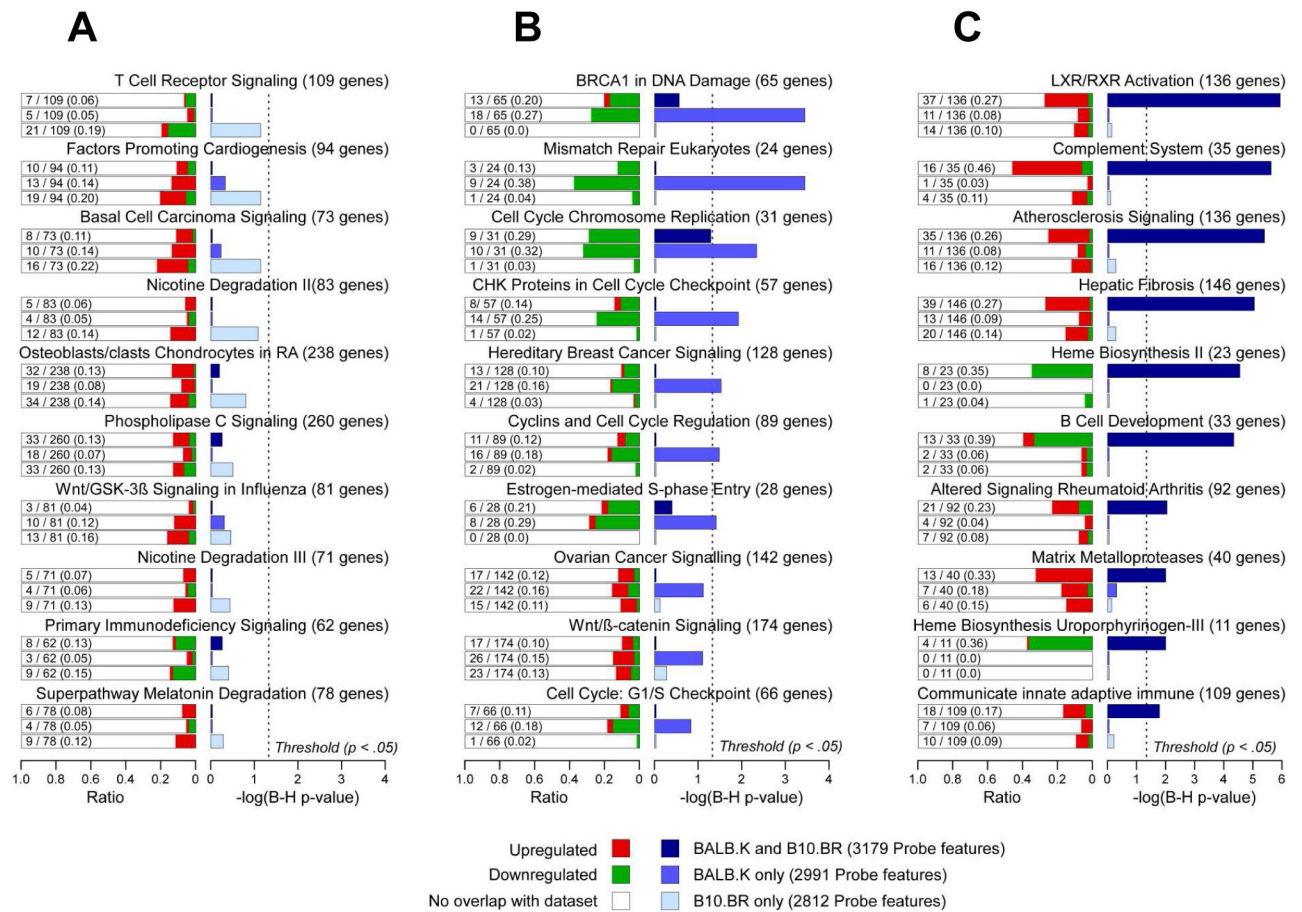 A
T Cell Receptor Signaling (109 genes)
7 / 109 (0.06)
5 / 109 (0.05)
21 / 109 (0.19)
Factors Promoting Cardiogenesis (94 genes)
10 / 94 (0.11)
13 / 94 (0.14)
19 / 94 (0.20)
Basal Cell Carcinoma Signaling (73 genes)
8 / 73 (0.11)
10 / 73 (0.14)
16 / 73 (0.22)
Nicotine Degradation II(83 genes)
5 / 83 (0.06)
4 / 83 (0.05)
12 / 83 (0.14)
Osteoblasts/clasts Chondrocytes in RA (238 genes)
32 / 238 (0.13)
19 / 238 (0.08)
34 / 238 (0.14)
Phospholipase C Signaling (260 genes)
33 / 260 (0.13)
18 / 260 (0.07)
33 / 260 (0.13)
Wnt/GSK-3ß Signaling in Influenza (81 genes)
3 / 81 (0.04)
10 / 81 (0.12)
13 / 81 (0.16)
Nicotine Degradation III (71 genes)
5 / 71 (0.07)
4 / 71 (0.06)
9 / 71 (0.13)
Primary Immunodeficiency Signaling (62 genes)
8 / 62 (0.13)
3 / 62 (0.05)
9 / 62 (0.15)
Superpathway Melatonin Degradation (78 genes)
6 / 78 (0.08)
4 / 78 (0.05)
9 / 78 (0.12)
Threshold (p < .05)
1.0 0.8 0.6 0.4 0.2 0 0 1 2 3 4
Ratio -log(B-H p-value)
B
BRCA1 in DNA Damage (65 genes)
13 / 65 (0.20)
18 / 65 (0.27)
0 / 65 (0.0)
Mismatch Repair Eukaryotes (24 genes)
3 / 24 (0.13)
9 / 24 (0.38)
1 / 24 (0.04)
Cell Cycle Chromosome Replication (31 genes)
9 / 31 (0.29)
10 / 31 (0.32)
1 / 31 (0.03)
CHK Proteins in Cell Cycle Checkpoint (57 genes)
8/ 57 (0.14)
14 / 57 (0.25)
1 / 57 (0.02)
Hereditary Breast Cancer Signaling (128 genes)
13 / 128 (0.10)
21 / 128 (0.16)
4 / 128 (0.03)
Cyclins and Cell Cycle Regulation (89 genes)
11 / 89 (0.12)
16 / 89 (0.18)
2 / 89 (0.02)
Estrogen-mediated S-phase Entry (28 genes)
6 / 28 (0.21)
8 / 28 (0.29)
0 / 28 (0.0)
Ovarian Cancer Signalling (142 genes)
17 / 142 (0.12)
22 / 142 (0.16)
15 / 142 (0.11)
Wnt/ß-catenin Signaling (174 genes)
17 / 174 (0.10)
26 / 174 (0.15)
23 / 174 (0.13)
Cell Cycle: G1/S Checkpoint (66 genes)
7/ 66 (0.11)
12 / 66 (0.18)
1 / 66 (0.02)
Threshold (p < .05)
1.0 0.8 0.6 0.4 0.2 0 0 1 2 3 4
Ratio -log(B-H p-value)
C
LXR/RXR Activation (136 genes)
37 / 136 (0.27)
11 / 136 (0.08)
14 / 136 (0.10)
Complement System (35 genes)
16 / 35 (0.46)
1 / 35 (0.03)
4 / 35 (0.11)
Atherosclerosis Signaling (136 genes)
35 / 136 (0.26)
11 / 136 (0.08)
16 / 136 (0.12)
Hepatic Fibrosis (146 genes)
39 / 146 (0.27)
13 / 146 (0.09)
20 / 146 (0.14)
Heme Biosynthesis II (23 genes)
8 / 23 (0.35)
0 / 23 (0.0)
1 / 23 (0.04)
B Cell Development (33 genes)
13 / 33 (0.39)
2 / 33 (0.06)
2 / 33 (0.06)
Altered Signaling Rheumatoid Arthritis (92 genes)
21 / 92 (0.23)
4 / 92 (0.04)
7 / 92 (0.08)
Matrix Metalloproteases (40 genes)
13 / 40 (0.33)
7 / 40 (0.18)
6 / 40 (0.15)
Heme Biosynthesis Uroporphyrinogen-III (11 genes)
4 / 11 (0.36)
0 / 11 (0.0)
0 / 11 (0.0)
Communicate innate adaptive immune (109 genes)
18 / 109 (0.17)
7 / 109 (0.06)
10 / 109 (0.09)
Threshold (p < .05)
1.0 0.8 0.6 0.4 0.2 0 0 1 2 3 4 5 6
Ratio -log(B-H p-value)
Upregulated BALB.K and B10.BR (3179 Probe features)
Downregulated BALB.K only (2991 Probe features)
No overlap with dataset B10.BR only (2812 Probe features)